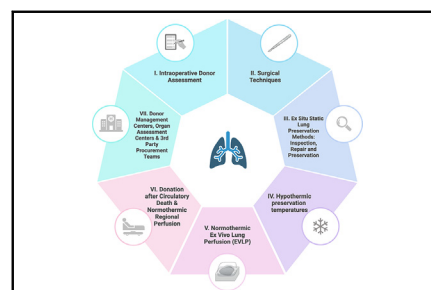 I. Intraoperative Donor
Assessment
II. Surgical
Techniques
III. Ex Situ Static
Lung
Preservation
Methods:
Inspection,
Repair and
Preservation
IV. Hypothermic
preservation
temperatures
V. Normothermic
Ex Vivo Lung
Perfusion (EVLP)
VI. Donation
after Circulatory
Death &
Normothermic
Regional
Perfusion
VII. Donor
Management
Centers, Organ
Assessment
Centers & 3rd
Party
Procurement
Teams